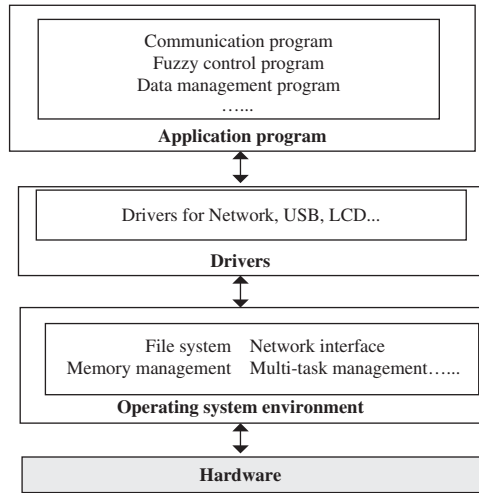 Communication program
Fuzzy control program
Data management program
…...
Application program
Drivers for Network, USB, LCD...
Drivers
File system Network interface
Memory management Multi-task management…...
Operating system environment
Hardware